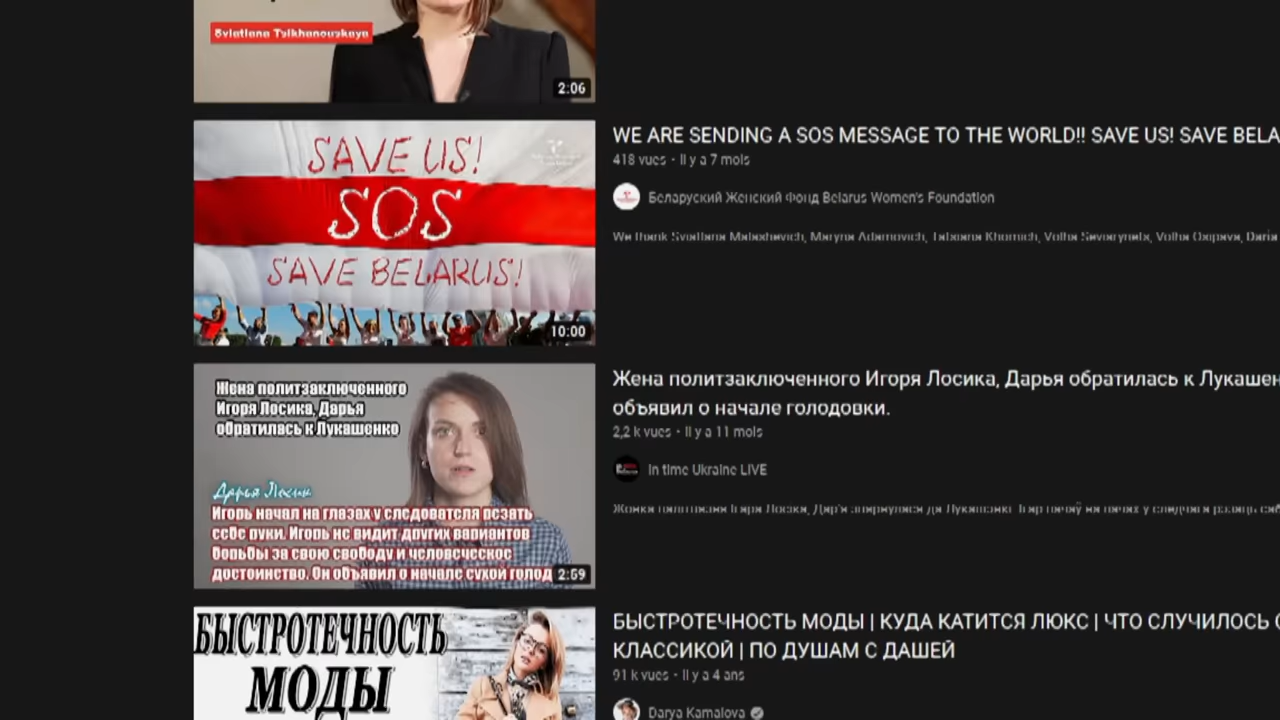 Sviatlana Tsikhanouskaya
2:06
SAVE US!
SOS
SAVE BELARUS!
10:00
WE ARE SENDING A SOS MESSAGE TO THE WORLD!! SAVE US! SAVE BELA
418 vues • Il y a 7 mois
Беларуский Женский Фонд Belarus Women's Foundation
Жена политзаключенного
Игоря Лосика, Дарья
обратилась к Лукашенко
Дарья Лосик
Игорь начал на глазах у следователя резать
себе руки. Игорь не видит других вариантов
борьбы за свою свободу и человеческое
достоинство. Он объявил о начале сухой голод
2:59
Жена политзаключенного Игоря Лосика, Дарья обратилась к Лукашен
объявил о начале голодовки.
2,2 k vues • Il y a 11 mois
In time Ukraine LIVE
БЫСТРОТЕЧНОСТЬ
МОДЫ
БЫСТРОТЕЧНОСТЬ МОДЫ | КУДА КАТИТСЯ ЛЮКС | ЧТО СЛУЧИЛОСЬ С
КЛАССИКОЙ | ПО ДУШАМ С ДАШЕЙ
91 k vues • Il y a 4 ans
Darya Kamalova